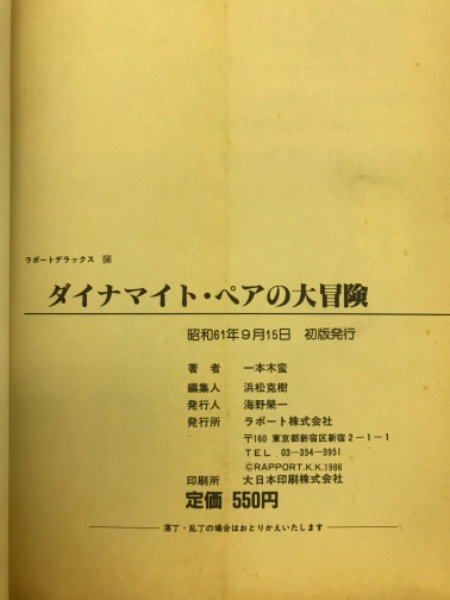 ラポートデラックス 58
ダイナマイト・ペアの大冒険
昭和61年9月15日 初版発行
著者 一本木蛮
編集人 浜松克樹
発行人 海野榮一
発行所 ラポート株式会社
〒160 東京都新宿区新宿2-1-1
TEL 03-354-3951
©RAPPORT.K.K.1986
印刷所 大日本印刷株式会社
定価 550円
落丁・乱丁の場合はおとりかえいたします